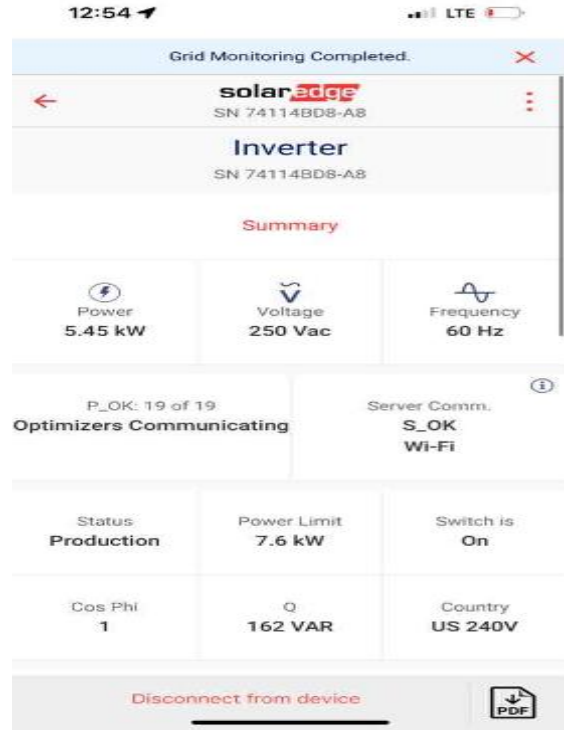 12:54
LTE
Grid Monitoring Completed.
solaredge
SN 74114BD8-A8
Inverter
SN 74114BD8-A8
Summary
Power Voltage Frequency
5.45 kW 250 Vac 60 Hz
P_OK: 19 of 19 Server Comm.
Optimizers Communicating S_OK
Wi-Fi
Status Power Limit Switch is
Production 7.6 kW On
Cos Phi Q Country
1 162 VAR US 240V
Disconnect from device
PDF